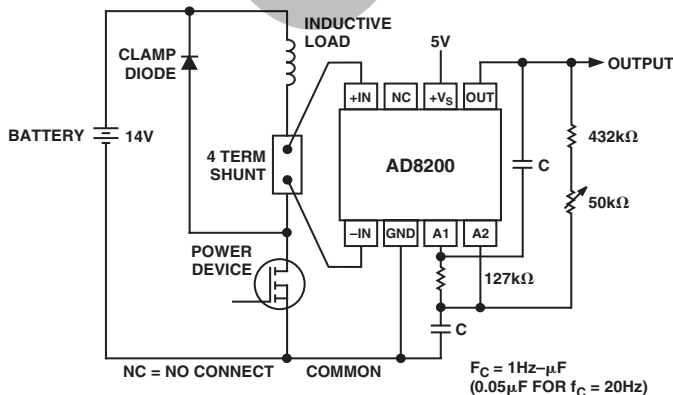 INDUCTIVE
LOAD
CLAMP
DIODE
5V
OUTPUT
+IN
NC
+VS
OUT
BATTERY
14V
4 TERM
SHUNT
AD8200
C
432kΩ
50kΩ
–IN
GND
A1
A2
POWER
DEVICE
127kΩ
C
NC = NO CONNECT
COMMON
FC = 1Hz–μF
(0.05μF FOR fC = 20Hz)